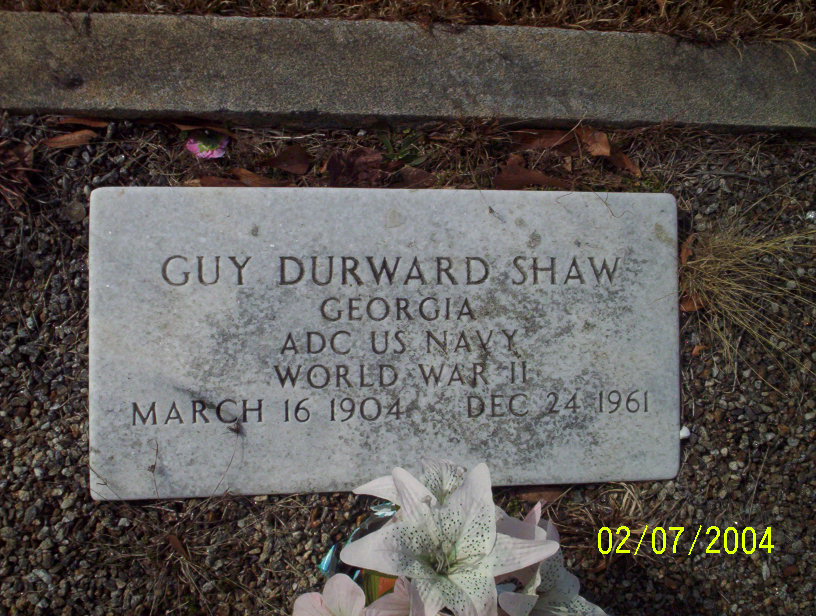 GUY DURWARD SHAW
GEORGIA
ADC US NAVY
WORLD WAR II
MARCH 16 1904 DEC 24 1961
02/07/2004